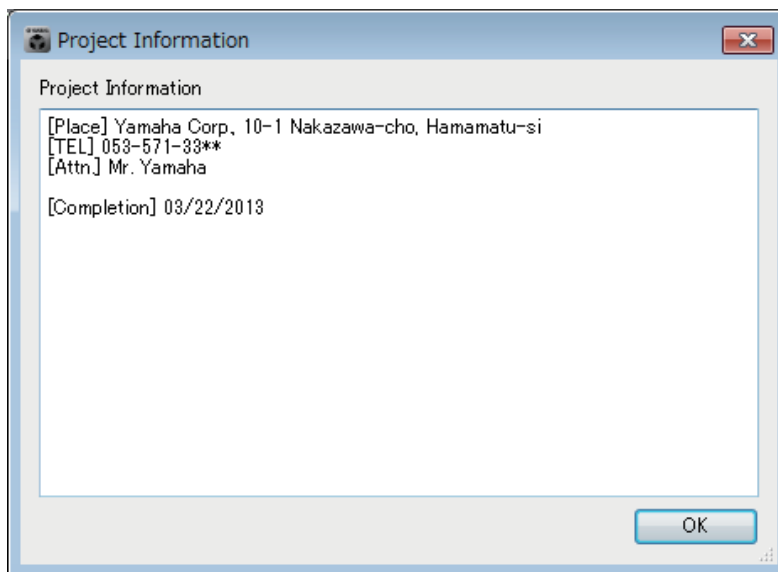 Project Information
Project Information
[Place] Yamaha Corp, 10-1 Nakazawa-cho, Hamamatu-si
[TEL] 053-571-33**
[Attn.] Mr. Yamaha
[Completion] 03/22/2013
OK